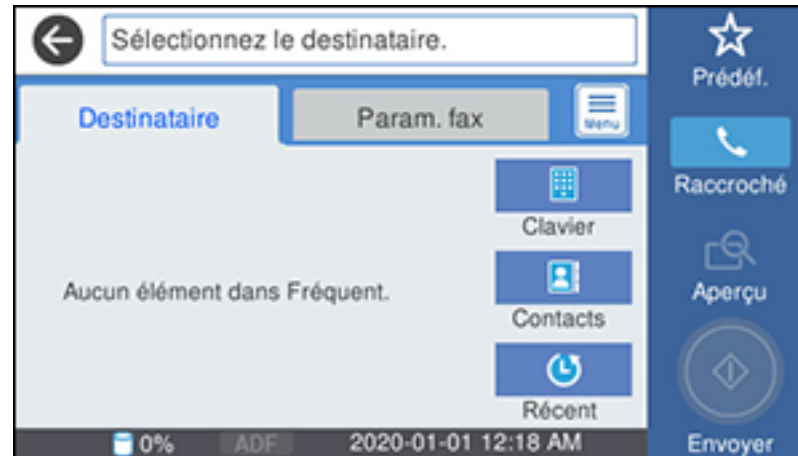 Sélectionnez le destinataire.
Prédéf.
Destinataire
Param. fax
Menu
Raccroché
Clavier
Aucun élément dans Fréquent.
Contacts
Aperçu
Récent
0%
ADF
2020-01-01 12:18 AM
Envoyer